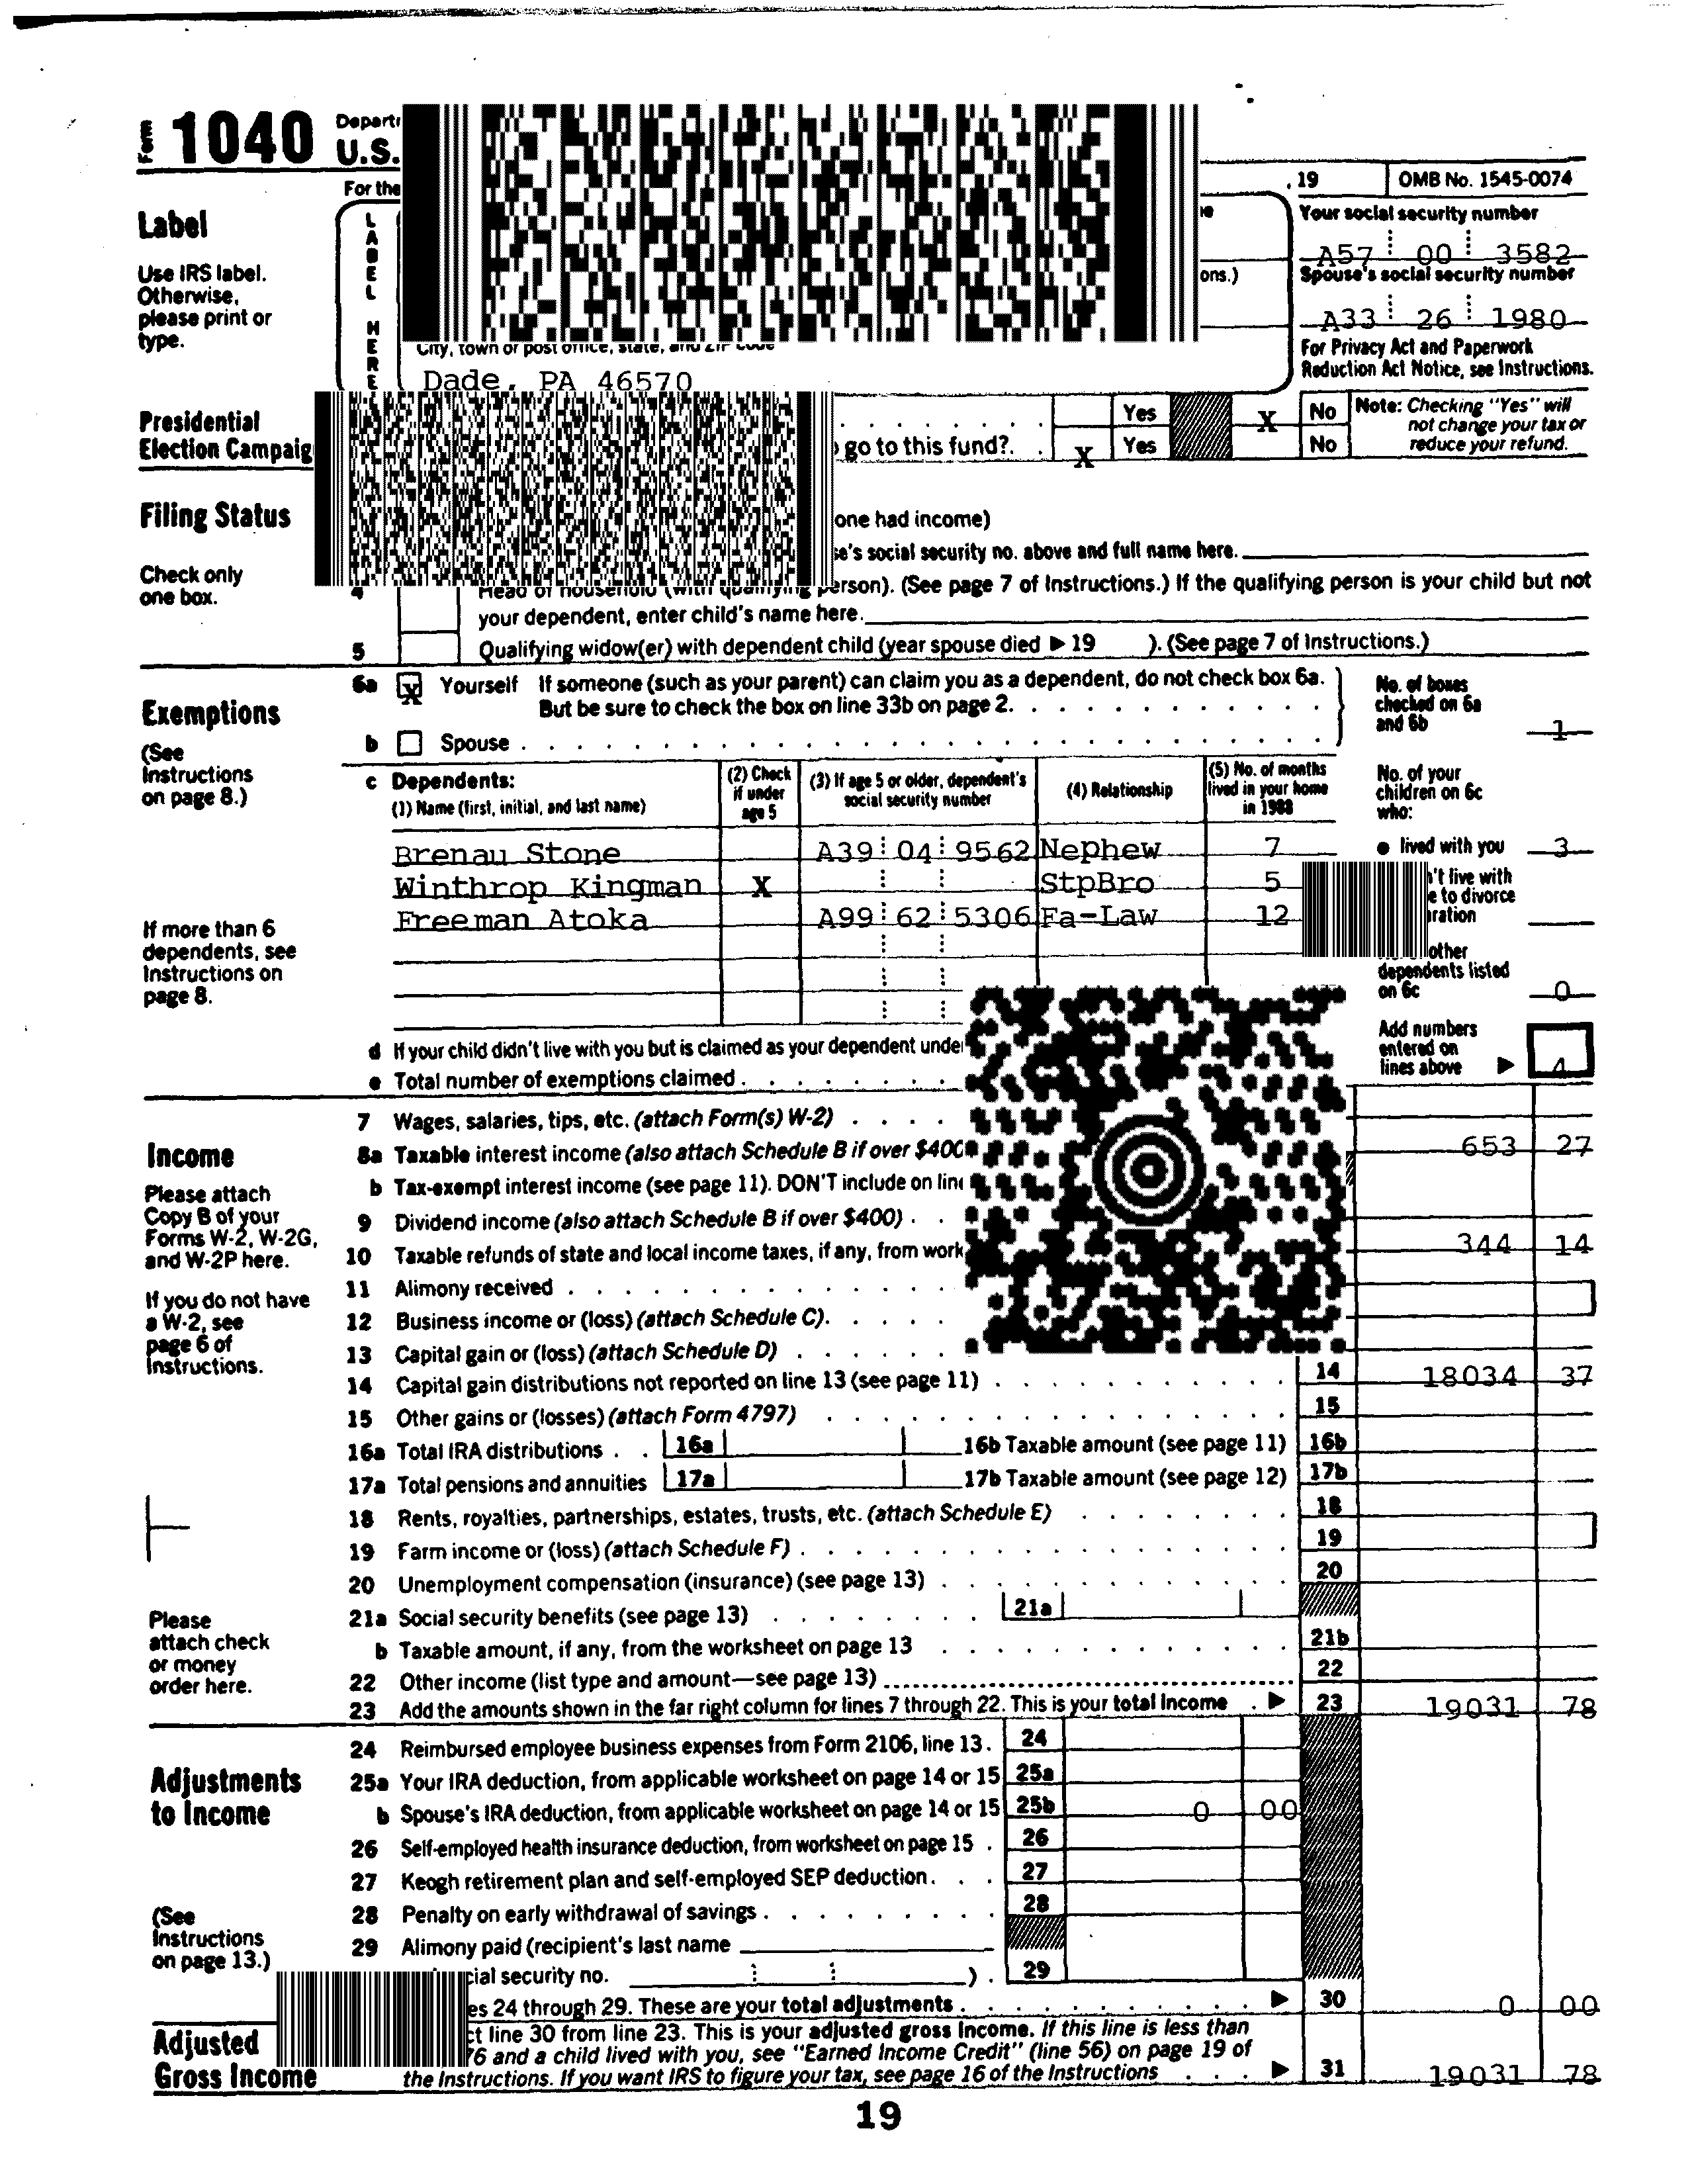 Form 1040
U.S.
For the
, 19
OMB No. 1545-0074
Label
Use IRS label.
Otherwise,
please print or
type.
LABEL HERE
Your social security number
A57 00 3582
ons.)
Spouse's social security number
A33 26 1980
City, town or post office, state, and ZIP code
Dade, PA 46570
For Privacy Act and Paperwork
Reduction Act Notice, see Instructions.
Presidential
Election Campaig
Yes X No
go to this fund?. . X Yes No
Note: Checking "Yes" will
not change your tax or
reduce your refund.
Filing Status
Check only
one box.
one had income)
se's social security no. above and full name here.
4 Head of household (with qualifying person). (See page 7 of Instructions.) If the qualifying person is your child but not
your dependent, enter child's name here.
5 Qualifying widow(er) with dependent child (year spouse died ▶ 19 ). (See page 7 of Instructions.)
Exemptions
(See
Instructions
on page 8.)
6a X Yourself If someone (such as your parent) can claim you as a dependent, do not check box 6a.
But be sure to check the box on line 33b on page 2. . . . . . . . . . . .
b Spouse . . . . . . . . . . . . . . . . . . . .
No. of boxes
checked on 6a
and 6b 1
c Dependents:
(1) Name (first, initial, and last name)
(2) Check
if under
age 5
(3) If age 5 or older, dependent's
social security number
(4) Relationship
(5) No. of months
lived in your home
in 1988
Brenau Stone A39 04 9562 Nephew 7
Winthrop Kingman X StpBro 5
Freeman Atoka A99 62 5306 Fa-Law 12
No. of your
children on 6c
who:
● lived with you 3
't live with
e to divorce
ration
other
dependents listed
on 6c 0
If more than 6
dependents, see
Instructions on
page 8.
d If your child didn't live with you but is claimed as your dependent under
e Total number of exemptions claimed . . . . . . . .
Add numbers
entered on
lines above ▶ 4
Income
Please attach
Copy B of your
Forms W-2, W-2G,
and W-2P here.
If you do not have
a W-2, see
page 6 of
Instructions.
7 Wages, salaries, tips, etc. (attach Form(s) W-2) . . . .
8a Taxable interest income (also attach Schedule B if over $400 653 27
b Tax-exempt interest income (see page 11). DON'T include on line
9 Dividend income (also attach Schedule B if over $400) . .
10 Taxable refunds of state and local income taxes, if any, from work 344 14
11 Alimony received . . . . . . . . . . . . . .
12 Business income or (loss) (attach Schedule C). . . . .
13 Capital gain or (loss) (attach Schedule D) . . . . . .
14 Capital gain distributions not reported on line 13 (see page 11) . . . . . . . . . . . 14 18034 37
15 Other gains or (losses) (attach Form 4797) . . . . . . . . . . . . . . . . . 15
16a Total IRA distributions . . 16a 16b Taxable amount (see page 11) 16b
17a Total pensions and annuities 17a 17b Taxable amount (see page 12) 17b
18 Rents, royalties, partnerships, estates, trusts, etc. (attach Schedule E) . . . . . . . . 18
19 Farm income or (loss) (attach Schedule F) . . . . . . . . . . . . . . . . . . 19
20 Unemployment compensation (insurance) (see page 13) . . . . . . . . . . . . . 20
Please
attach check
or money
order here.
21a Social security benefits (see page 13) . . . . . . . . 21a
b Taxable amount, if any, from the worksheet on page 13 . . . . . . . . . . . . . 21b
22 Other income (list type and amount—see page 13) 22
23 Add the amounts shown in the far right column for lines 7 through 22. This is your total income . ▶ 23 19031 78
Adjustments
to Income
(See
Instructions
on page 13.)
24 Reimbursed employee business expenses from Form 2106, line 13 . 24
25a Your IRA deduction, from applicable worksheet on page 14 or 15 25a
b Spouse's IRA deduction, from applicable worksheet on page 14 or 15 25b 0 00
26 Self-employed health insurance deduction, from worksheet on page 15 . 26
27 Keogh retirement plan and self-employed SEP deduction. . . 27
28 Penalty on early withdrawal of savings . . . . . . . . . 28
29 Alimony paid (recipient's last name
cial security no. ) . 29
es 24 through 29. These are your total adjustments . . . . . . . . . . . ▶ 30 0 00
Adjusted
Gross Income
ct line 30 from line 23. This is your adjusted gross income. If this line is less than
76 and a child lived with you, see "Earned Income Credit" (line 56) on page 19 of
the Instructions. If you want IRS to figure your tax, see page 16 of the Instructions . . . . ▶ 31 19031 78
19